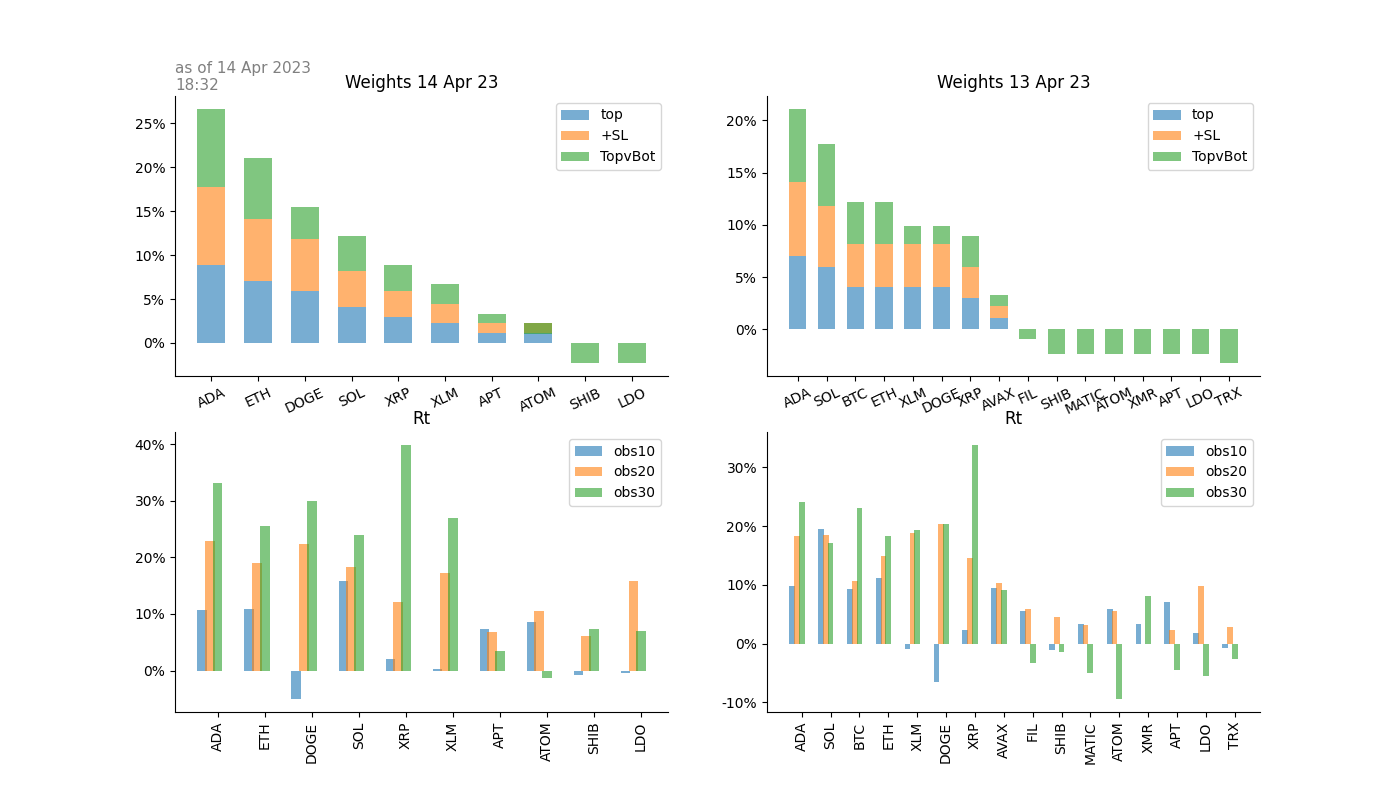 as of 14 Apr 2023
18:32
Weights 14 Apr 23
25%
20%
15%
10%
5%
0%
top
+SL
TopvBot
ADA ETH DOGE SOL XRP XLM APT ATOM SHIB LDO
Weights 13 Apr 23
20%
15%
10%
5%
0%
top
+SL
TopvBot
ADA SOL BTC ETH XLM DOGE XRP AVAX FIL SHIB MATIC ATOM XMR APT LDO TRX
Rt
40%
30%
20%
10%
0%
obs10
obs20
obs30
ADA ETH DOGE SOL XRP XLM APT ATOM SHIB LDO
Rt
30%
20%
10%
0%
-10%
obs10
obs20
obs30
ADA SOL BTC ETH XLM DOGE XRP AVAX FIL SHIB MATIC ATOM XMR APT LDO TRX